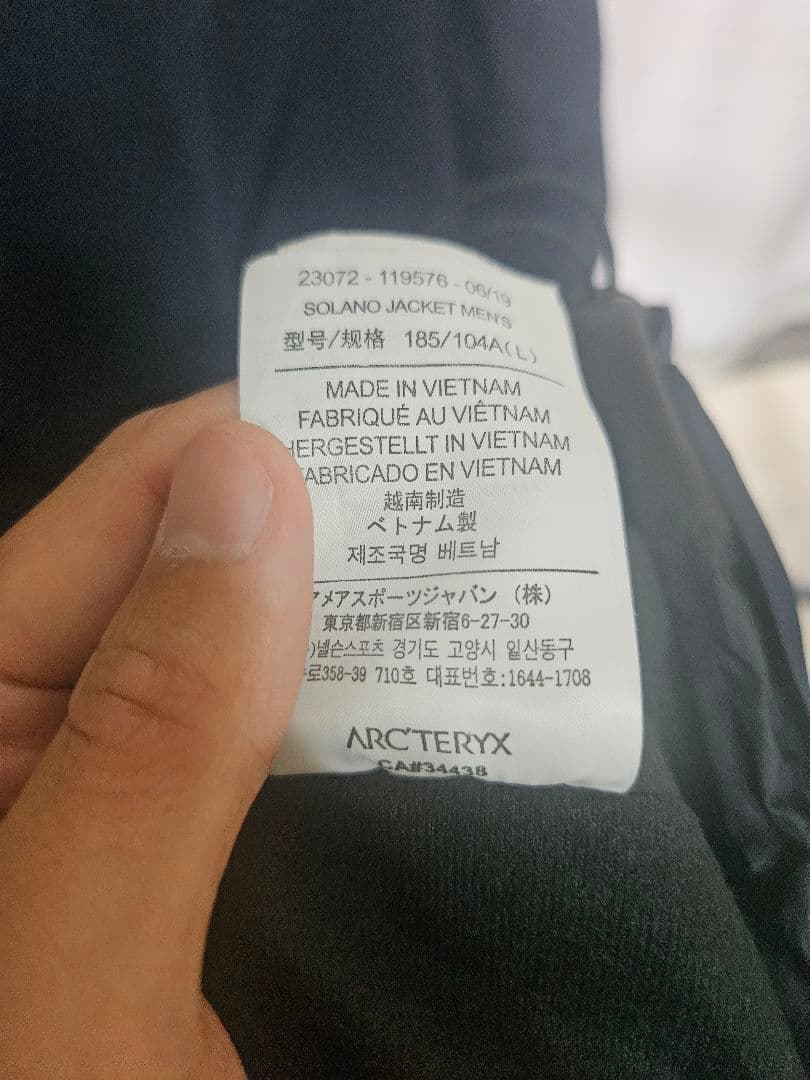 23072 - 119576 - 06/19
SOLANO JACKET MEN'S
型号/规格 185/104A(L)
MADE IN VIETNAM
FABRIQUÉ AU VIÊTNAM
HERGESTELLT IN VIETNAM
FABRICADO EN VIETNAM
越南制造
ベトナム製
제조국명 베트남
アメアスポーツジャパン (株)
東京都新宿区新宿6-27-30
)넬슨스포츠 경기도 고양시 일산동구
로358-39 710호 대표번호:1644-1708
ARC'TERYX
CA#34438